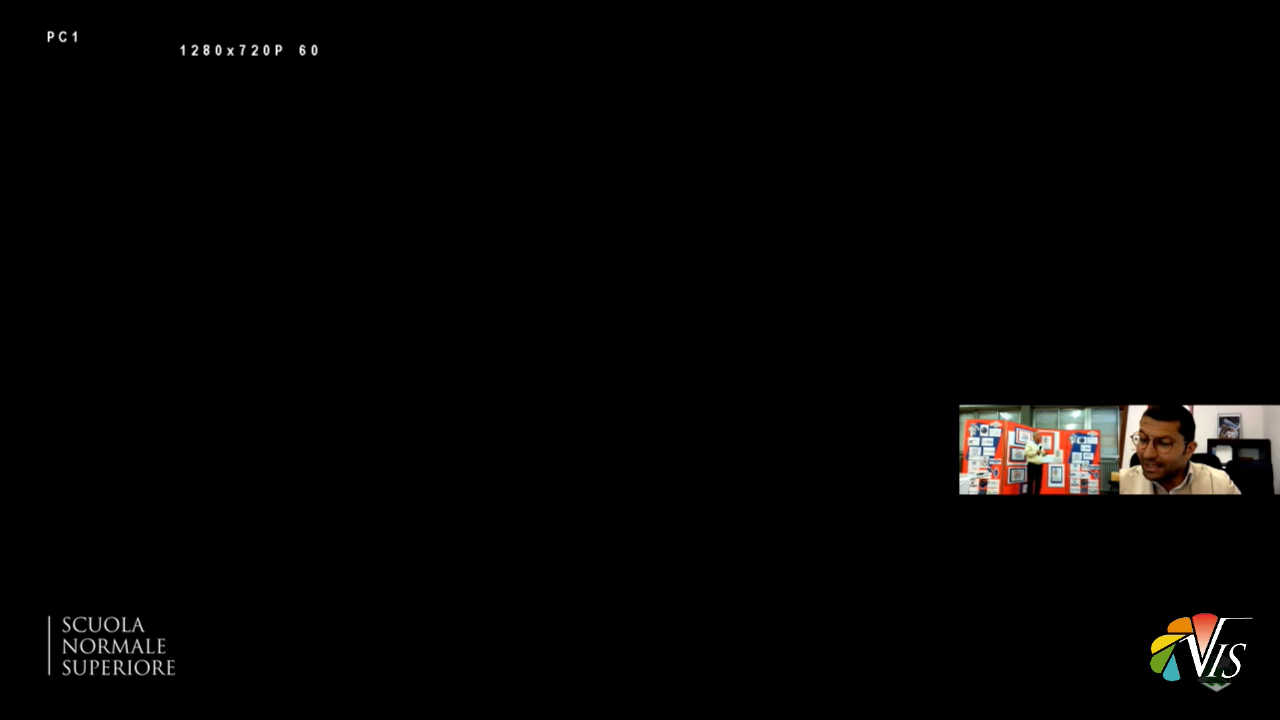 PC1
1280x720P 60
SCUOLA
NORMALE
SUPERIORE
VIS